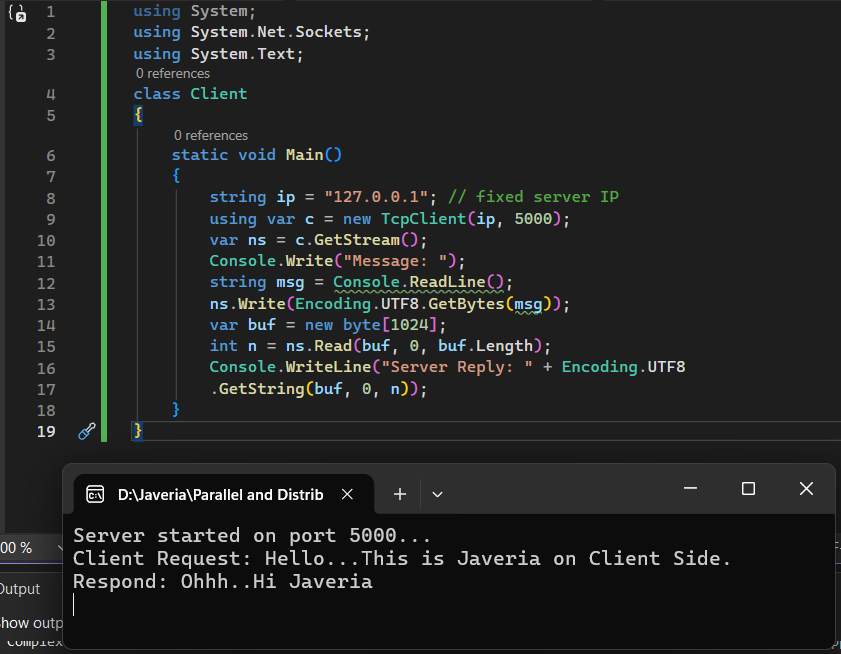 1 using System;
2 using System.Net.Sockets;
3 using System.Text;
0 references
4 class Client
5 {
0 references
6 static void Main()
7 {
8 string ip = "127.0.0.1"; // fixed server IP
9 using var c = new TcpClient(ip, 5000);
10 var ns = c.GetStream();
11 Console.Write("Message: ");
12 string msg = Console.ReadLine();
13 ns.Write(Encoding.UTF8.GetBytes(msg));
14 var buf = new byte[1024];
15 int n = ns.Read(buf, 0, buf.Length);
16 Console.WriteLine("Server Reply: " + Encoding.UTF8
17 .GetString(buf, 0, n));
18 }
19 }
D:\Javeria\Parallel and Distrib
Server started on port 5000...
00 %
Client Request: Hello...This is Javeria on Client Side.
Respond: Ohhh..Hi Javeria
Output
how outp